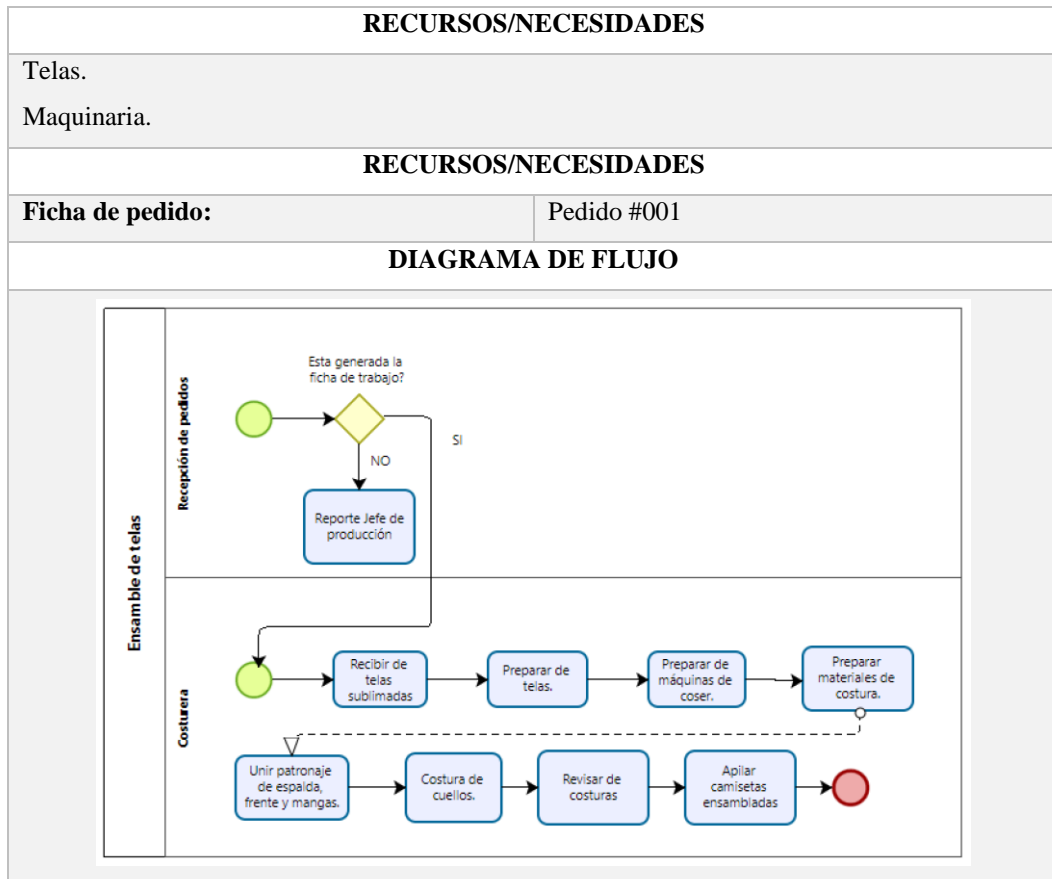 RECURSOS/NECESIDADES
Telas.
Maquinaria.
RECURSOS/NECESIDADES
Ficha de pedido:
Pedido #001
DIAGRAMA DE FLUJO
Ensamble de telas
Recepción de pedidos
Esta generada la
ficha de trabajo?
SI
NO
Reporte Jefe de
producción
Costurera
Recibir de
telas
sublimadas
Preparar de
telas.
Preparar de
máquinas de
coser.
Preparar
materiales de
costura.
Unir patronaje
de espalda,
frente y mangas.
Costura de
cuellos.
Revisar de
costuras
Apilar
camisetas
ensambladas